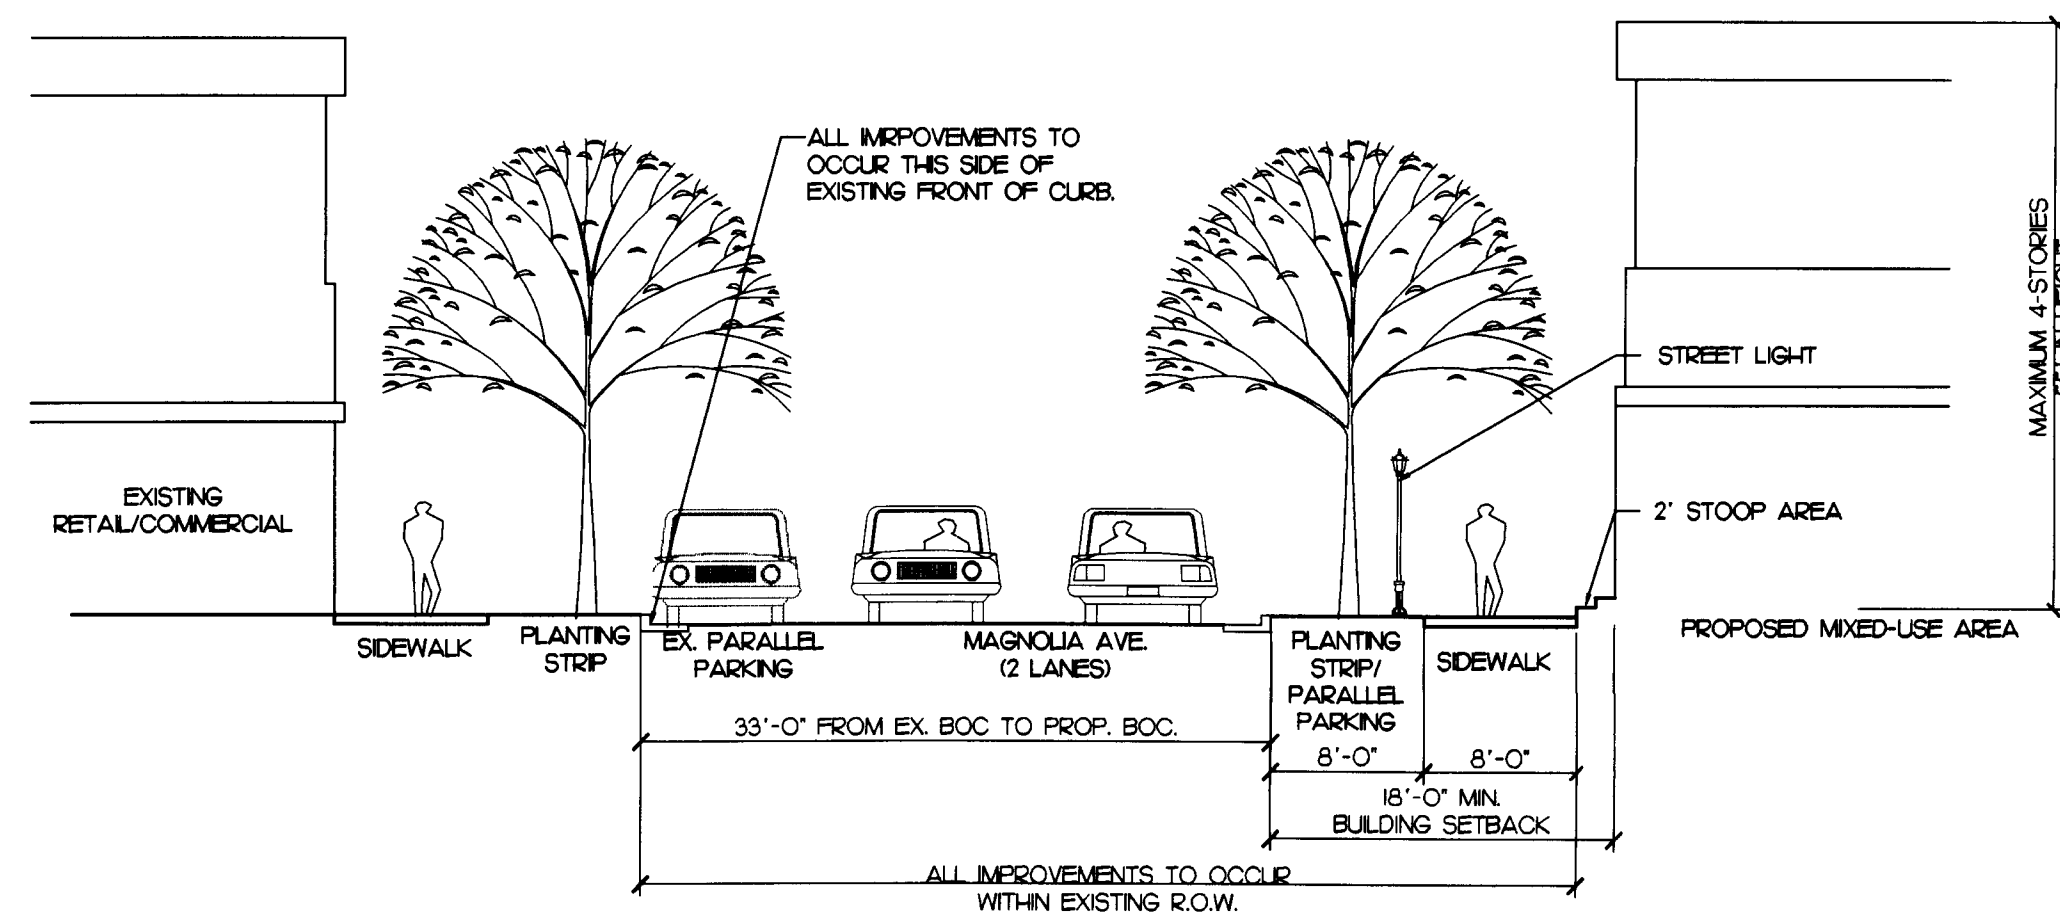 ALL IMRPOVEMENTS TO
OCCUR THIS SIDE OF
EXISTING FRONT OF CURB.
MAXIMUM 4-STORIES
STREET LIGHT
EXISTING
RETAIL/COMMERCIAL
2' STOOP AREA
SIDEWALK
PLANTING
STRIP
EX. PARALLEL
PARKING
MAGNOLIA AVE.
(2 LANES)
PLANTING
STRIP/
PARALLEL
PARKING
SIDEWALK
PROPOSED MIXED-USE AREA
33'-0" FROM EX. BOC TO PROP. BOC.
8'-0"
8'-0"
18'-0" MIN.
BUILDING SETBACK
ALL IMPROVEMENTS TO OCCUR
WITHIN EXISTING R.O.W.